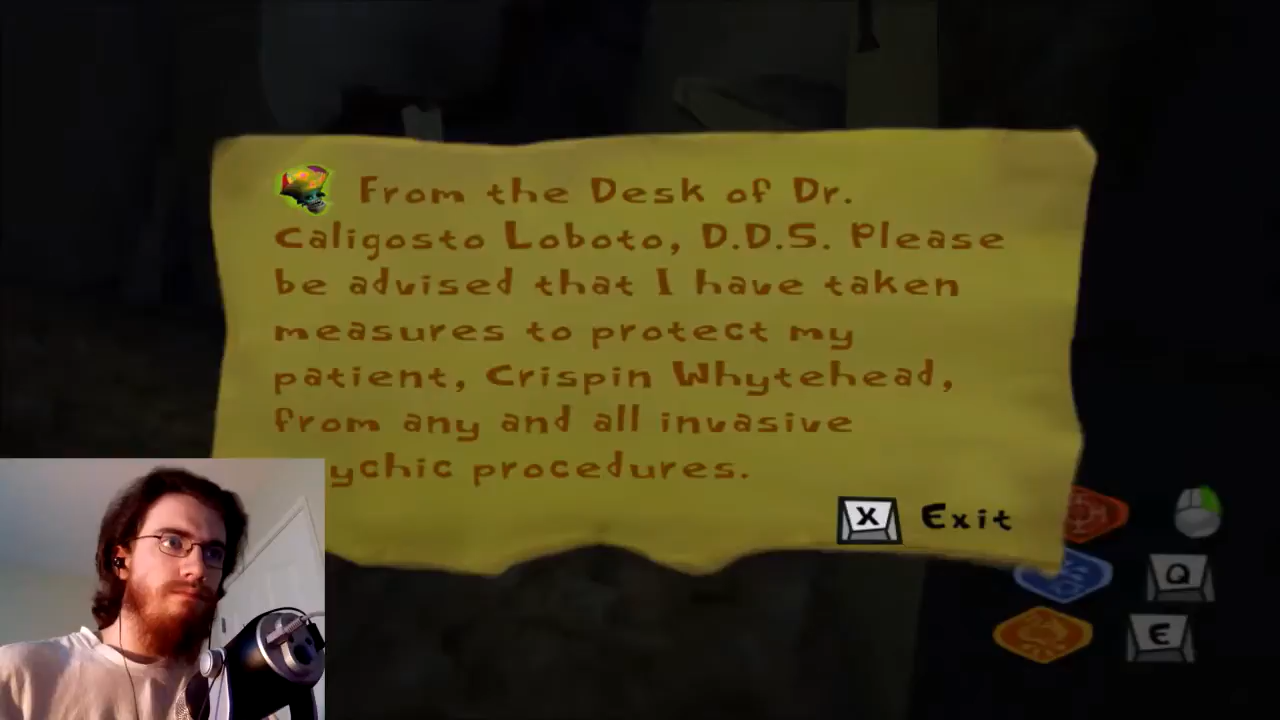 From the Desk of Dr.
Caligosto Loboto, D.D.S. Please
be advised that I have taken
measures to protect my
patient, Crispin Whytehead,
from any and all invasive
ychic procedures.
X Exit
Q
E